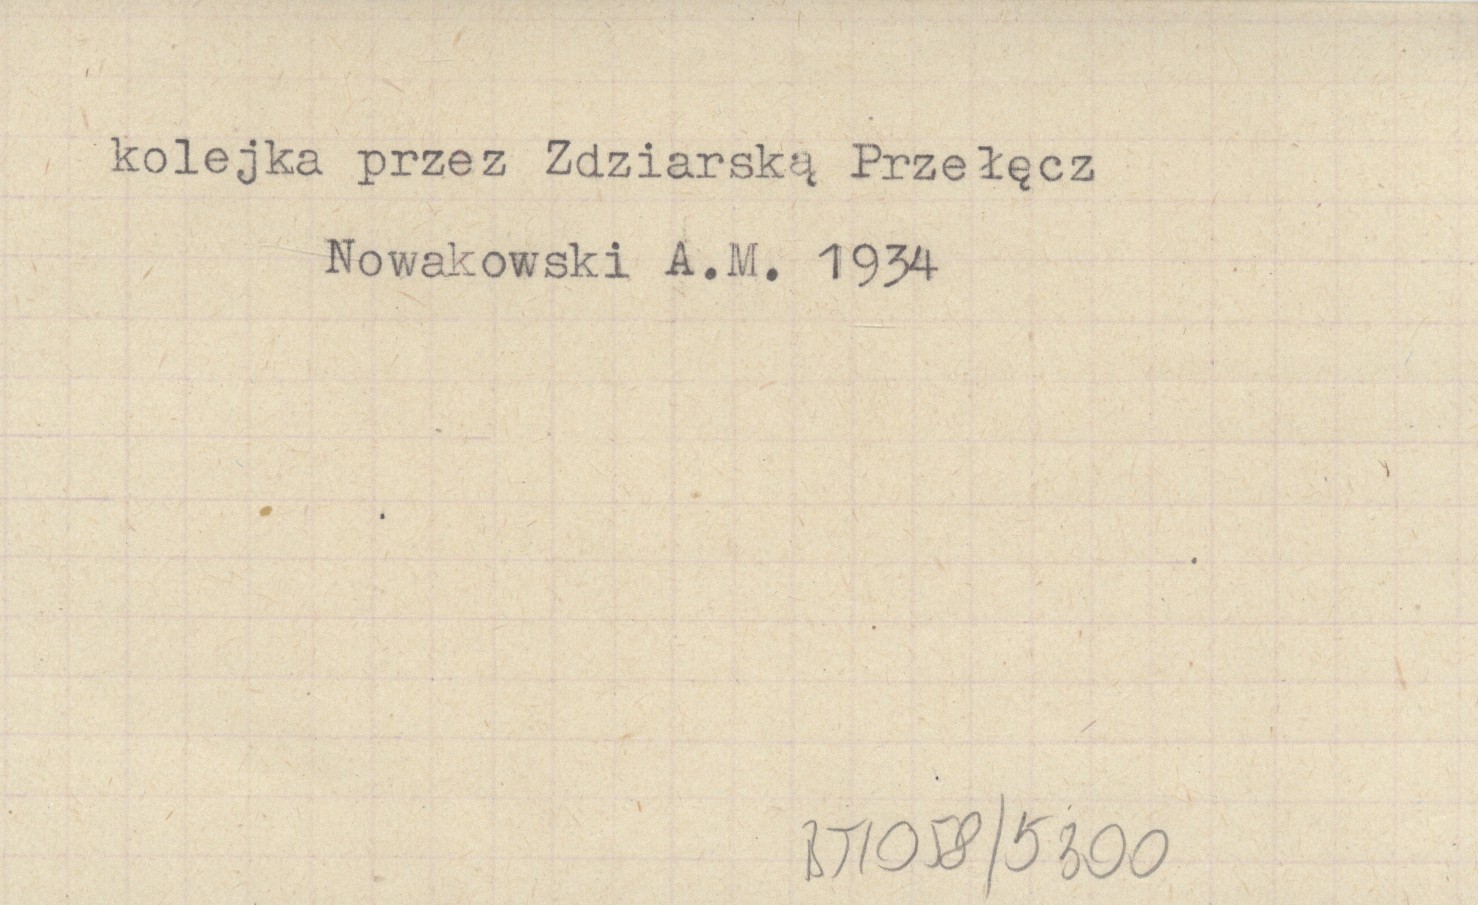 kolejka przez Zdziarską Przełęcz
Nowakowski A.M. 1934
BT1058/5300